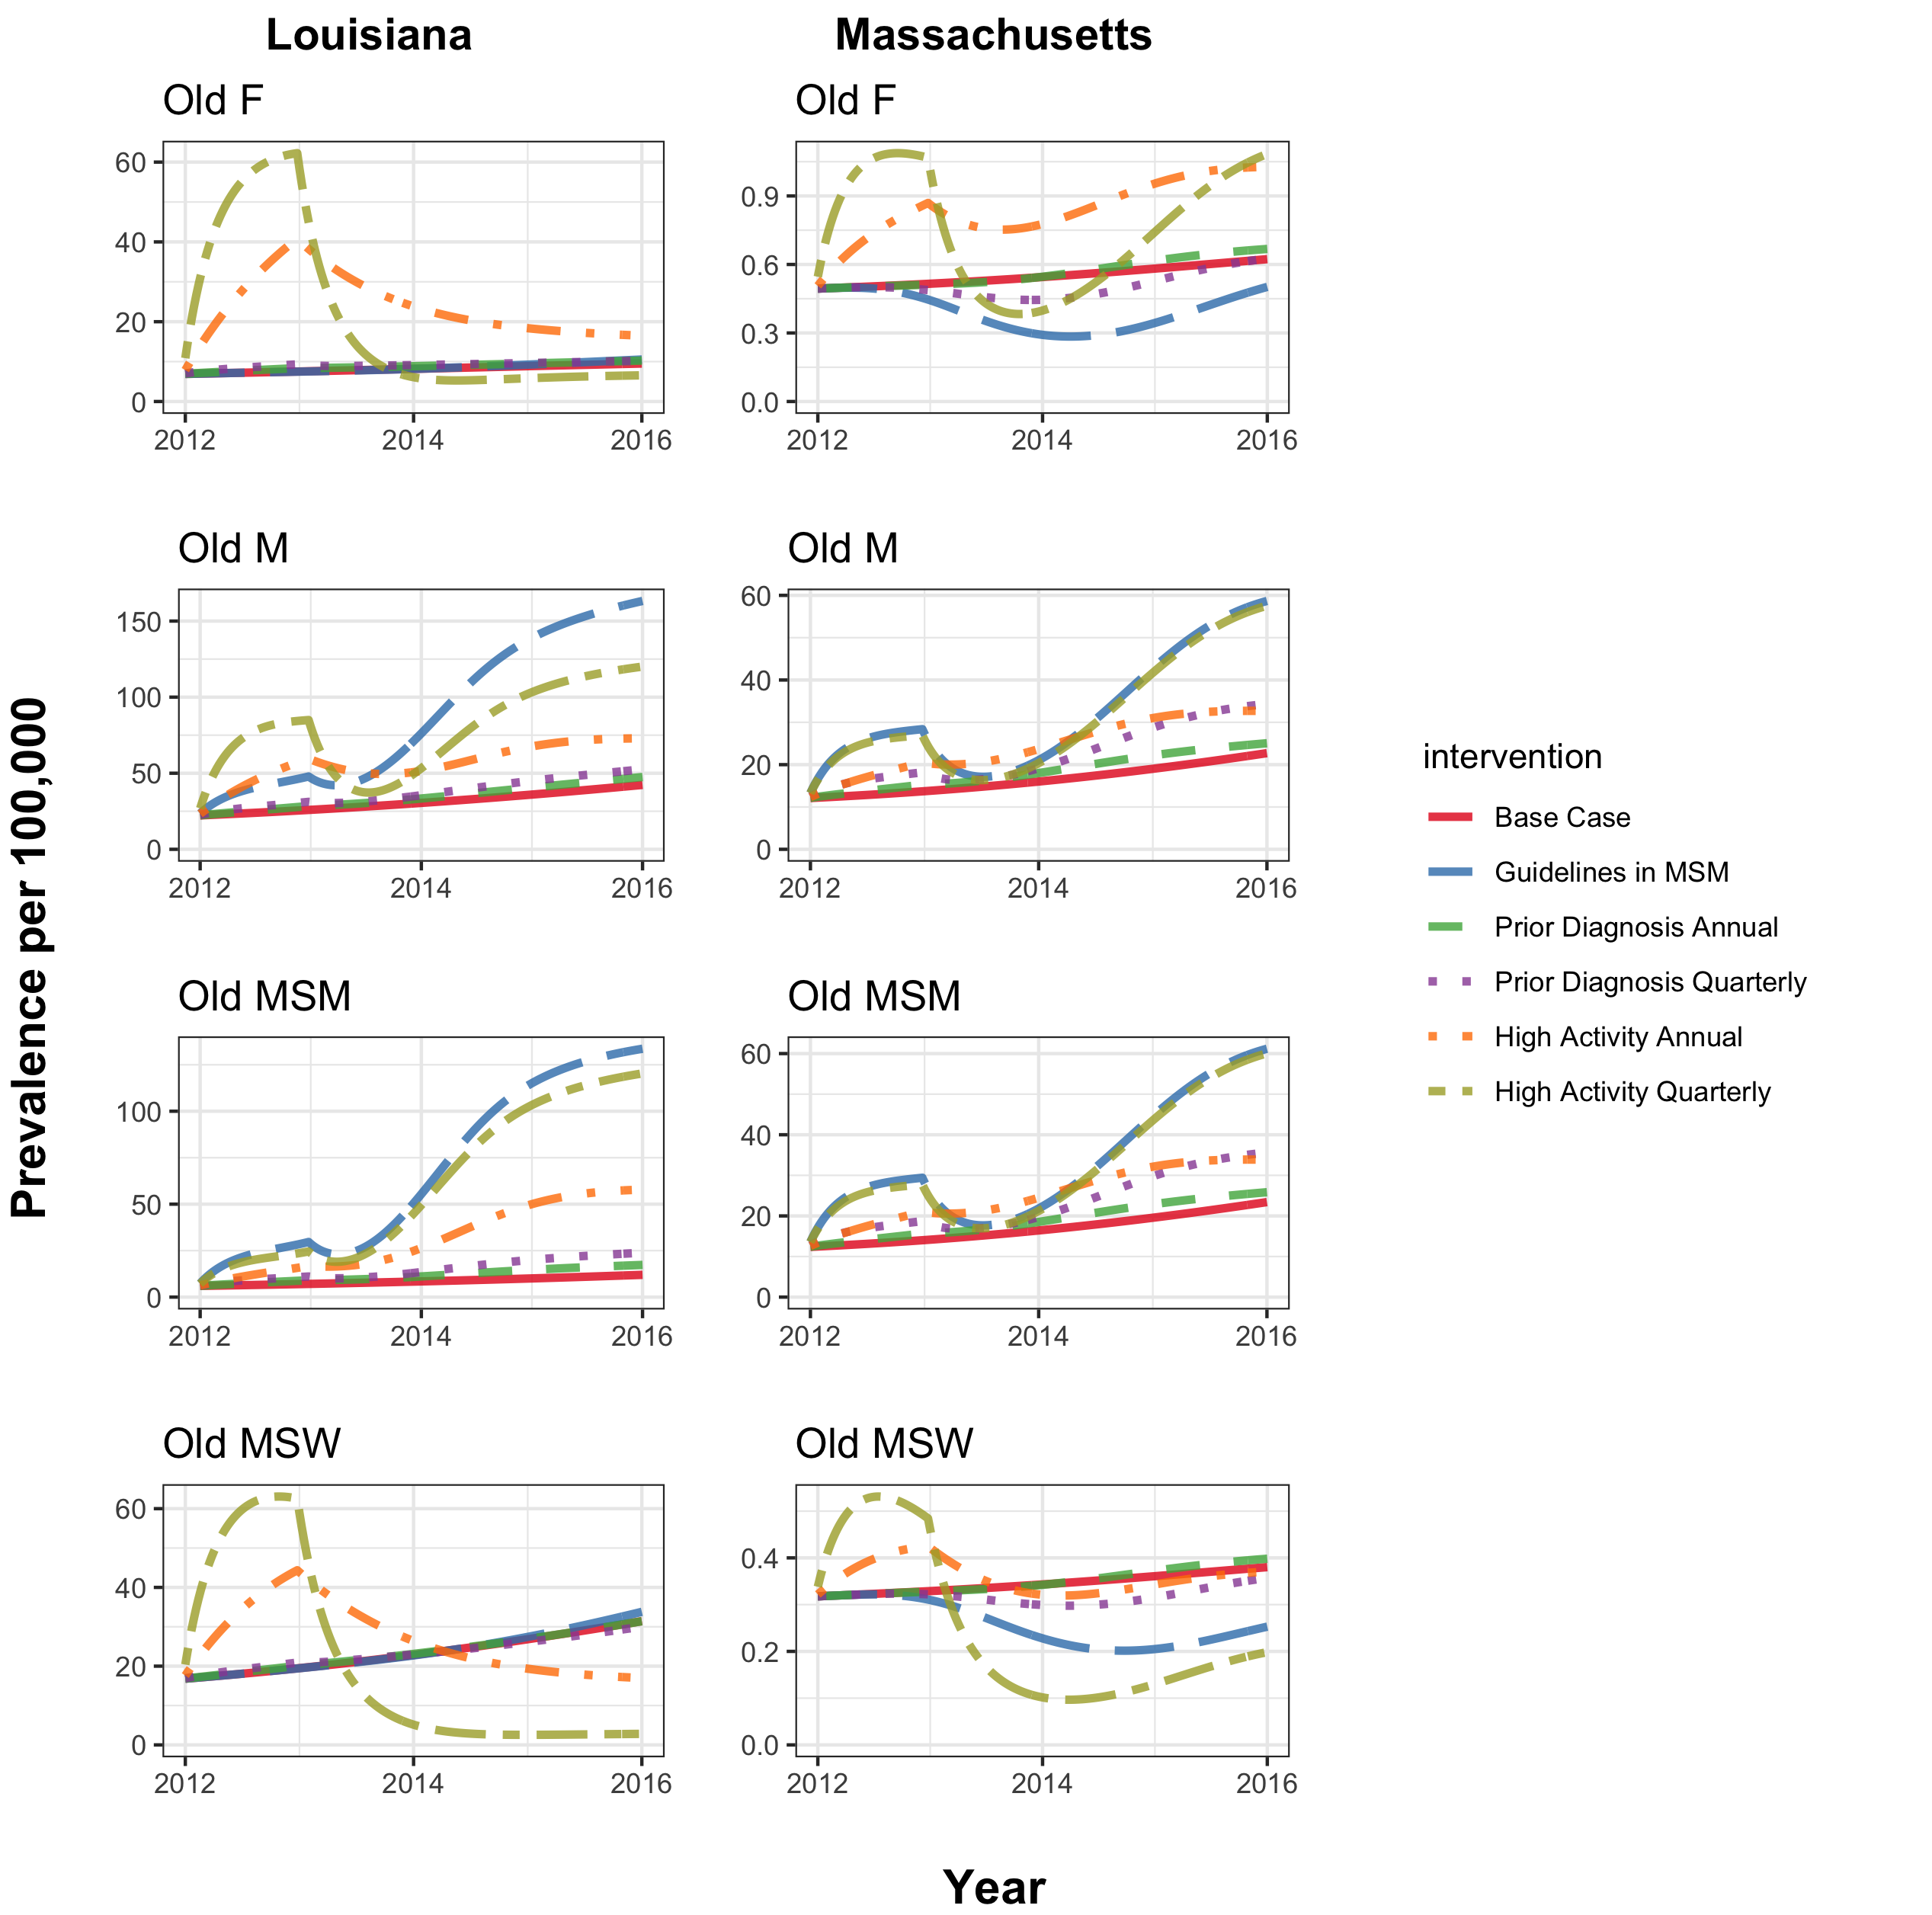 Louisiana Massachusetts
Old F Old F
60
40
20
0
0.9
0.6
0.3
0.0
2012 2014 2016 2012 2014 2016
Old M Old M
150
100
50
0
60
40
20
0
2012 2014 2016 2012 2014 2016
Old MSM Old MSM
100
50
0
60
40
20
0
2012 2014 2016 2012 2014 2016
Old MSW Old MSW
60
40
20
0
0.4
0.2
0.0
2012 2014 2016 2012 2014 2016
Prevalence per 100,000
Year
intervention
Base Case
Guidelines in MSM
Prior Diagnosis Annual
Prior Diagnosis Quarterly
High Activity Annual
High Activity Quarterly